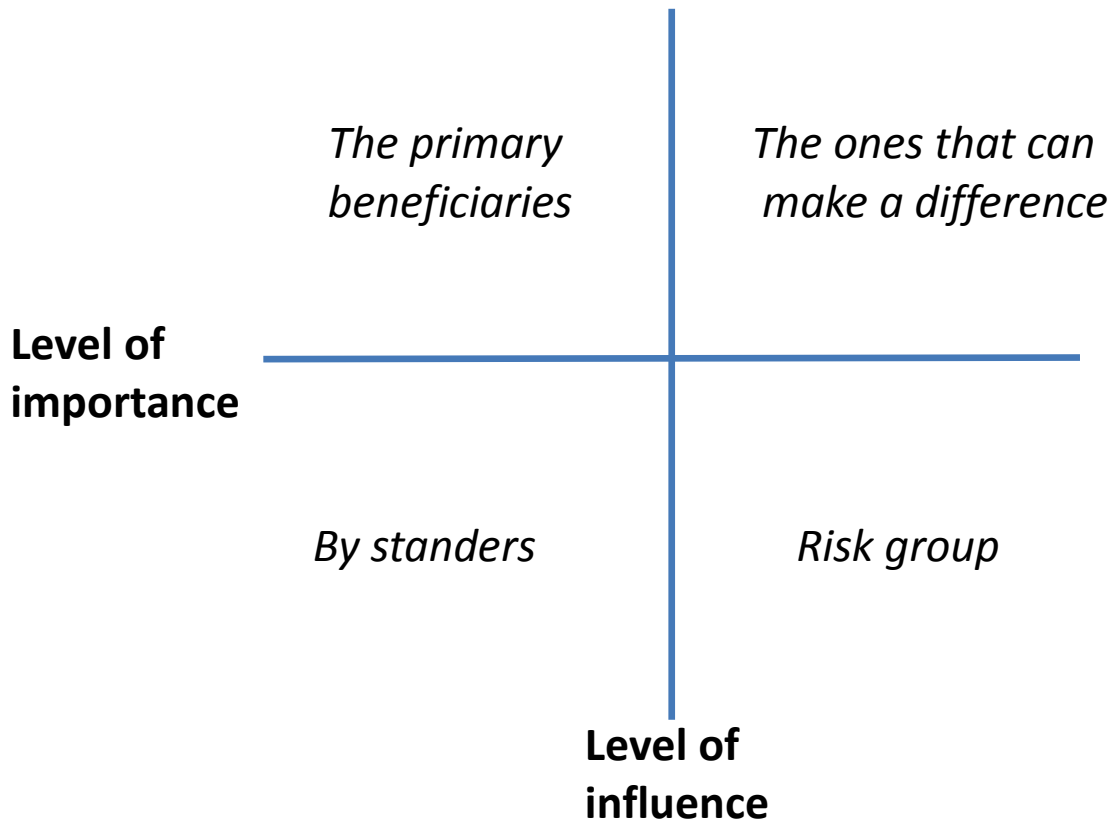 The primary
beneficiaries
The ones that can
make a difference
Level of
importance
By standers
Risk group
Level of
influence